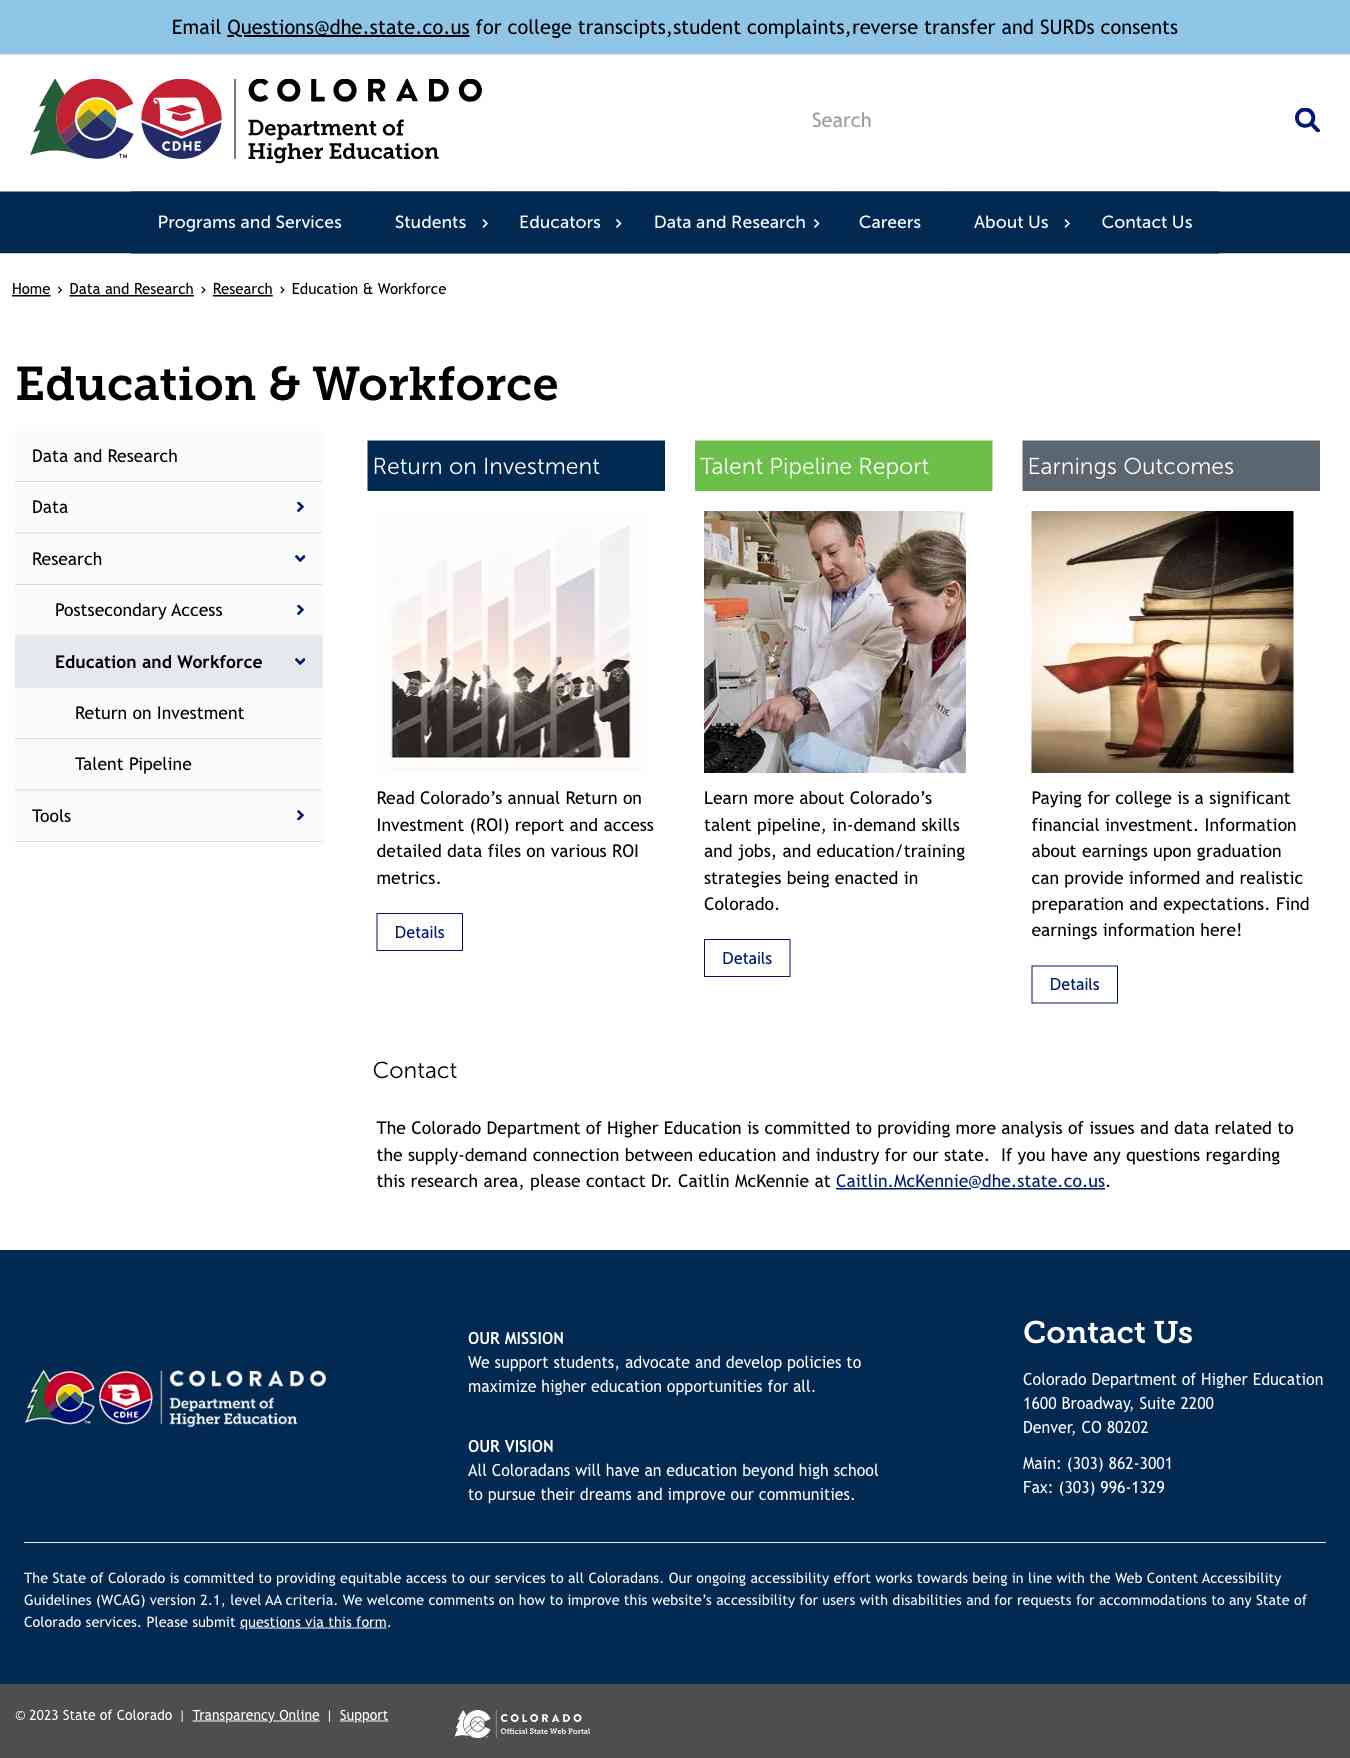 Email Questions@dhe.state.co.us for college transcipts,student complaints,reverse transfer and SURDs consents
COLORADO
Department of
Higher Education
CDHE
TM
Search
Programs and Services
Students
Educators
Data and Research
Careers
About Us
Contact Us
Home › Data and Research › Research › Education & Workforce
Education & Workforce
Data and Research
Data
Research
Postsecondary Access
Education and Workforce
Return on Investment
Talent Pipeline
Tools
Return on Investment
Read Colorado’s annual Return on
Investment (ROI) report and access
detailed data files on various ROI
metrics.
Details
Talent Pipeline Report
Learn more about Colorado’s
talent pipeline, in-demand skills
and jobs, and education/training
strategies being enacted in
Colorado.
Details
Earnings Outcomes
Paying for college is a significant
financial investment. Information
about earnings upon graduation
can provide informed and realistic
preparation and expectations. Find
earnings information here!
Details
Contact
The Colorado Department of Higher Education is committed to providing more analysis of issues and data related to
the supply-demand connection between education and industry for our state.  If you have any questions regarding
this research area, please contact Dr. Caitlin McKennie at Caitlin.McKennie@dhe.state.co.us.
COLORADO
Department of
Higher Education
CDHE
OUR MISSION
We support students, advocate and develop policies to
maximize higher education opportunities for all.
OUR VISION
All Coloradans will have an education beyond high school
to pursue their dreams and improve our communities.
Contact Us
Colorado Department of Higher Education
1600 Broadway, Suite 2200
Denver, CO 80202
Main: (303) 862-3001
Fax: (303) 996-1329
The State of Colorado is committed to providing equitable access to our services to all Coloradans. Our ongoing accessibility effort works towards being in line with the Web Content Accessibility
Guidelines (WCAG) version 2.1, level AA criteria. We welcome comments on how to improve this website’s accessibility for users with disabilities and for requests for accommodations to any State of
Colorado services. Please submit questions via this form.
© 2023 State of Colorado | Transparency Online | Support
COLORADO
Official State Web Portal